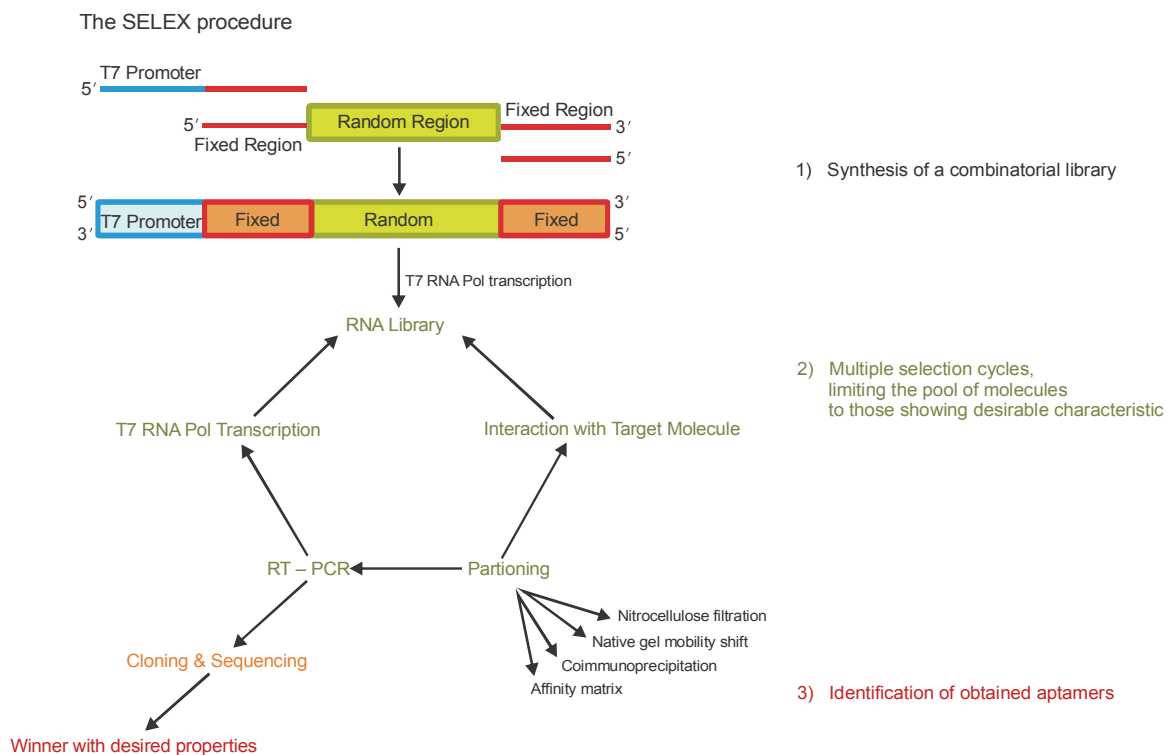 The SELEX procedure
T7 Promoter
5′
5′
Fixed Region
Random Region
Fixed Region
3′
5′
1) Synthesis of a combinatorial library
5′
3′
T7 Promoter
Fixed
Random
Fixed
3′
5′
T7 RNA Pol transcription
RNA Library
2) Multiple selection cycles,
limiting the pool of molecules
to those showing desirable characteristic
T7 RNA Pol Transcription
Interaction with Target Molecule
RT – PCR
Partioning
Nitrocellulose filtration
Native gel mobility shift
Coimmunoprecipitation
Affinity matrix
Cloning & Sequencing
3) Identification of obtained aptamers
Winner with desired properties